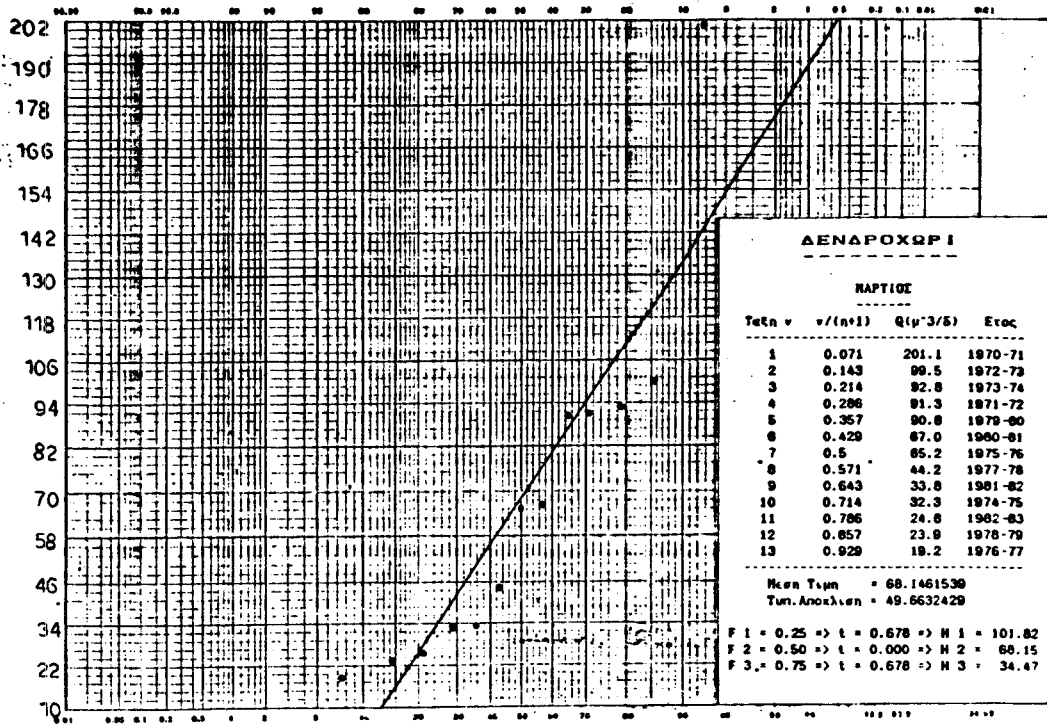 202
190
178
166
154
142
130
118
106
94
82
70
58
46
34
22
10
ΔΕΝΔΡΟΧΩΡΙ
ΜΑΡΤΙΟΣ
Ταξη ν ν/(n+1) Q(μ^3/δ) Ετος
1 0.071 201.1 1970-71
2 0.143 99.5 1972-73
3 0.214 92.8 1973-74
4 0.286 91.3 1971-72
5 0.357 90.8 1979-80
6 0.429 67.0 1980-81
7 0.5 65.2 1975-76
8 0.571 44.2 1977-78
9 0.643 33.8 1981-82
10 0.714 32.3 1974-75
11 0.786 24.8 1982-83
12 0.857 23.9 1978-79
13 0.929 19.2 1976-77
Μεση Τιμη = 68.1461539
Τυπ.Αποκλιση = 49.6632429
F 1 = 0.25 => t = 0.678 => H 1 = 101.82
F 2 = 0.50 => t = 0.000 => H 2 = 68.15
F 3 = 0.75 => t = 0.678 => H 3 = 34.47